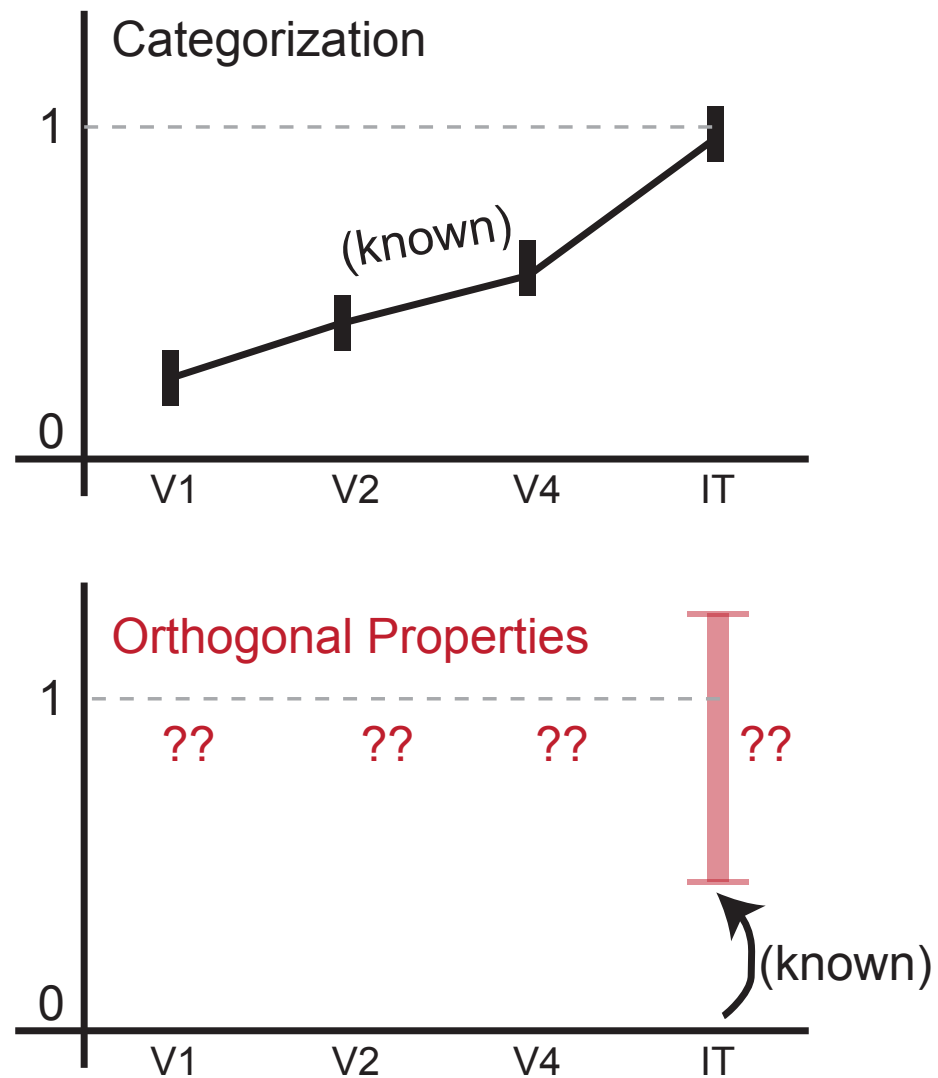 Categorization
1
(known)
0
V1 V2 V4 IT
Orthogonal Properties
1
?? ?? ?? ??
(known)
0
V1 V2 V4 IT